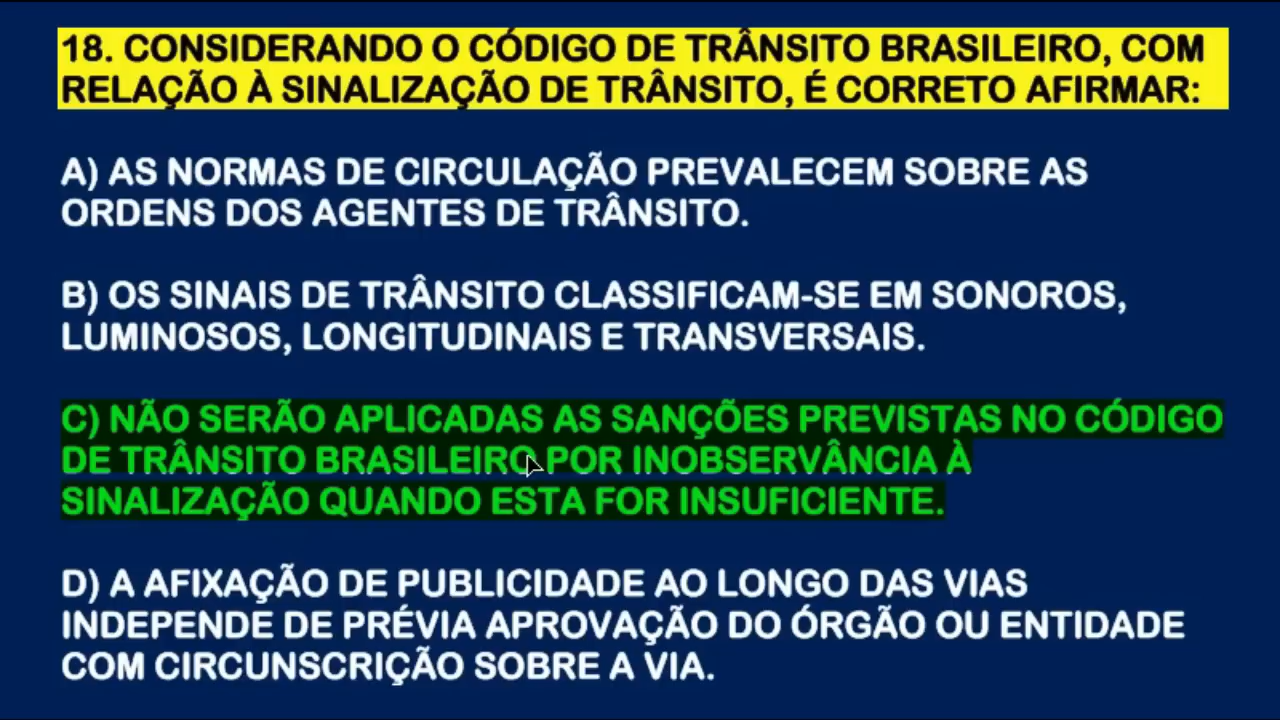 18. CONSIDERANDO O CÓDIGO DE TRÂNSITO BRASILEIRO, COM
RELAÇÃO À SINALIZAÇÃO DE TRÂNSITO, É CORRETO AFIRMAR:
A) AS NORMAS DE CIRCULAÇÃO PREVALECEM SOBRE AS
ORDENS DOS AGENTES DE TRÂNSITO.
B) OS SINAIS DE TRÂNSITO CLASSIFICAM-SE EM SONOROS,
LUMINOSOS, LONGITUDINAIS E TRANSVERSAIS.
C) NÃO SERÃO APLICADAS AS SANÇÕES PREVISTAS NO CÓDIGO
DE TRÂNSITO BRASILEIRO POR INOBSERVÂNCIA À
SINALIZAÇÃO QUANDO ESTA FOR INSUFICIENTE.
D) A AFIXAÇÃO DE PUBLICIDADE AO LONGO DAS VIAS
INDEPENDE DE PRÉVIA APROVAÇÃO DO ÓRGÃO OU ENTIDADE
COM CIRCUNSCRIÇÃO SOBRE A VIA.